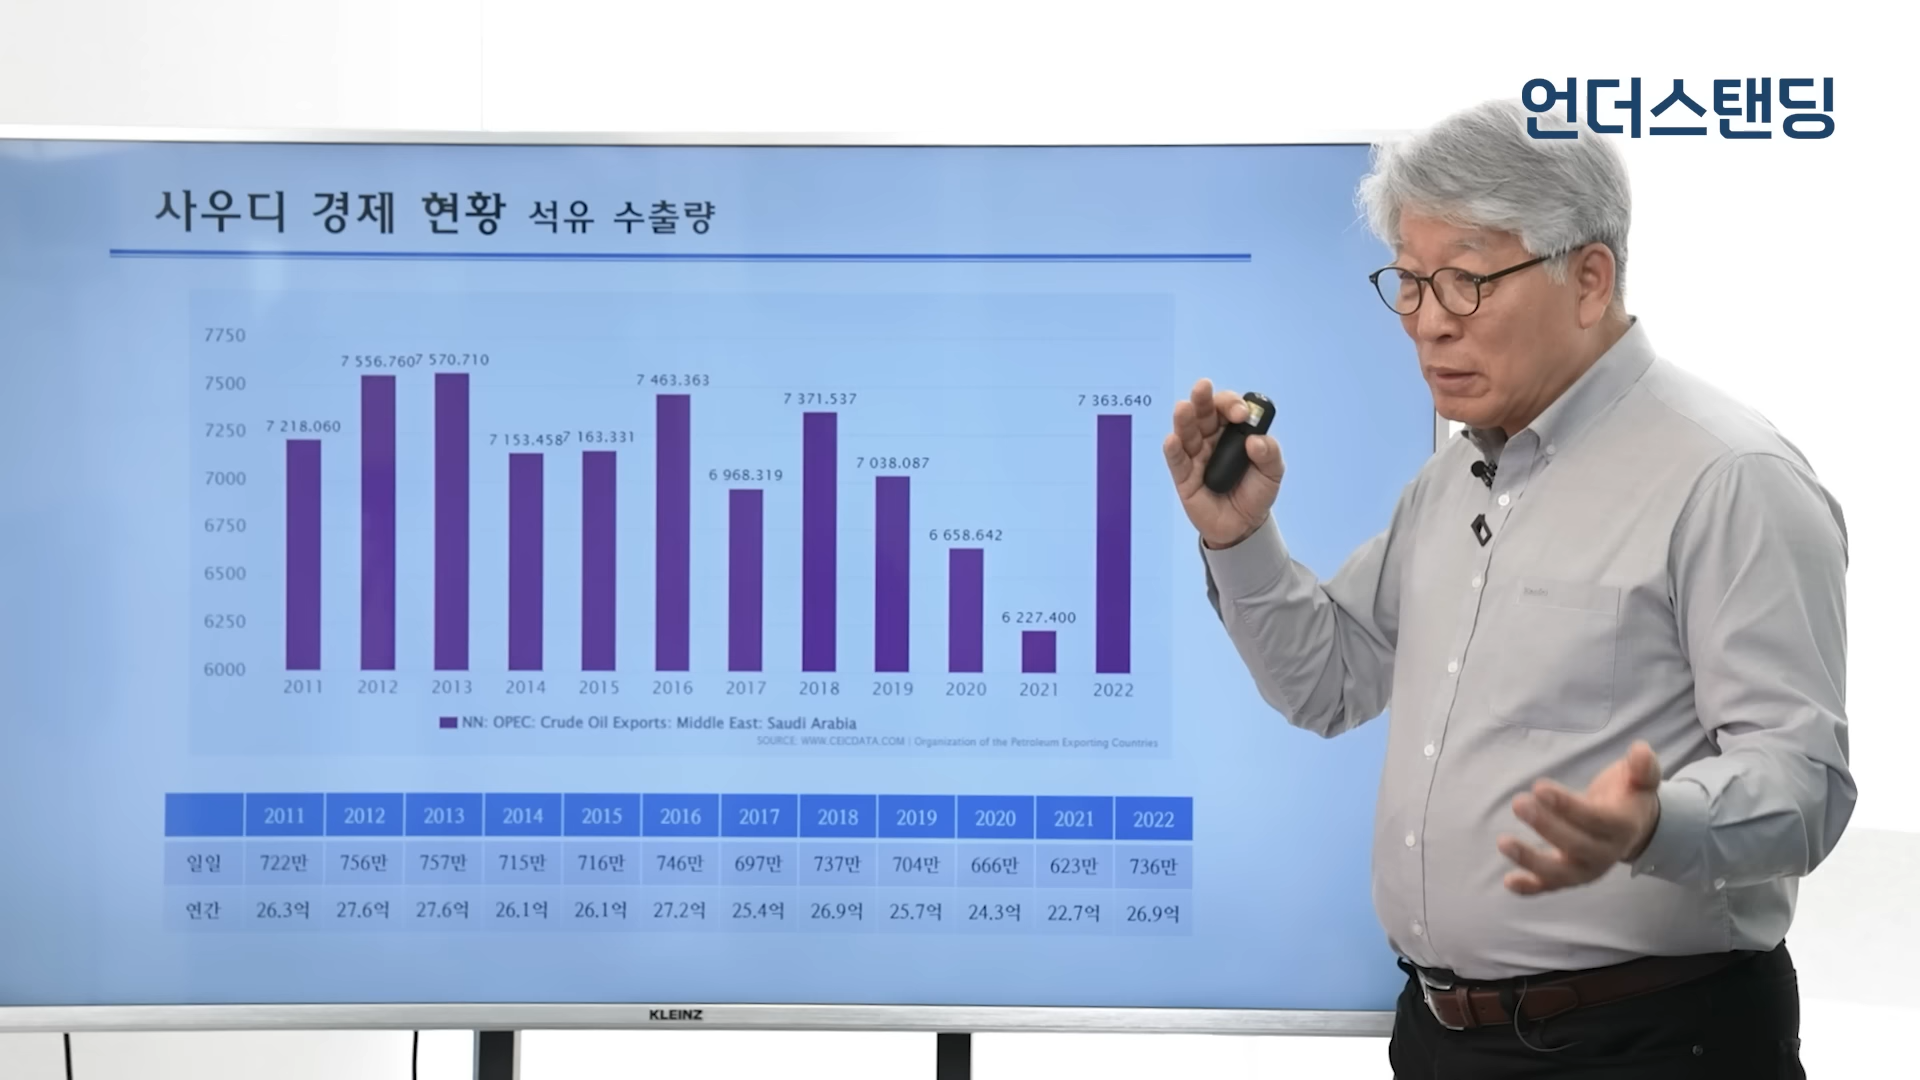 언더스탠딩
사우디 경제 현황 석유 수출량
7750
7500
7250
7000
6750
6500
6250
6000
7 218.060 7 556.760 7 570.710 7 153.458 7 163.331 7 463.363 6 968.319 7 371.537 7 038.087 6 658.642 6 227.400 7 363.640
2011 2012 2013 2014 2015 2016 2017 2018 2019 2020 2021 2022
NN: OPEC: Crude Oil Exports: Middle East: Saudi Arabia
SOURCE: WWW.CEICDATA.COM | Organization of the Petroleum Exporting Countries
2011 2012 2013 2014 2015 2016 2017 2018 2019 2020 2021 2022
일일 722만 756만 757만 715만 716만 746만 697만 737만 704만 666만 623만 736만
연간 26.3억 27.6억 27.6억 26.1억 26.1억 27.2억 25.4억 26.9억 25.7억 24.3억 22.7억 26.9억
KLEINZ